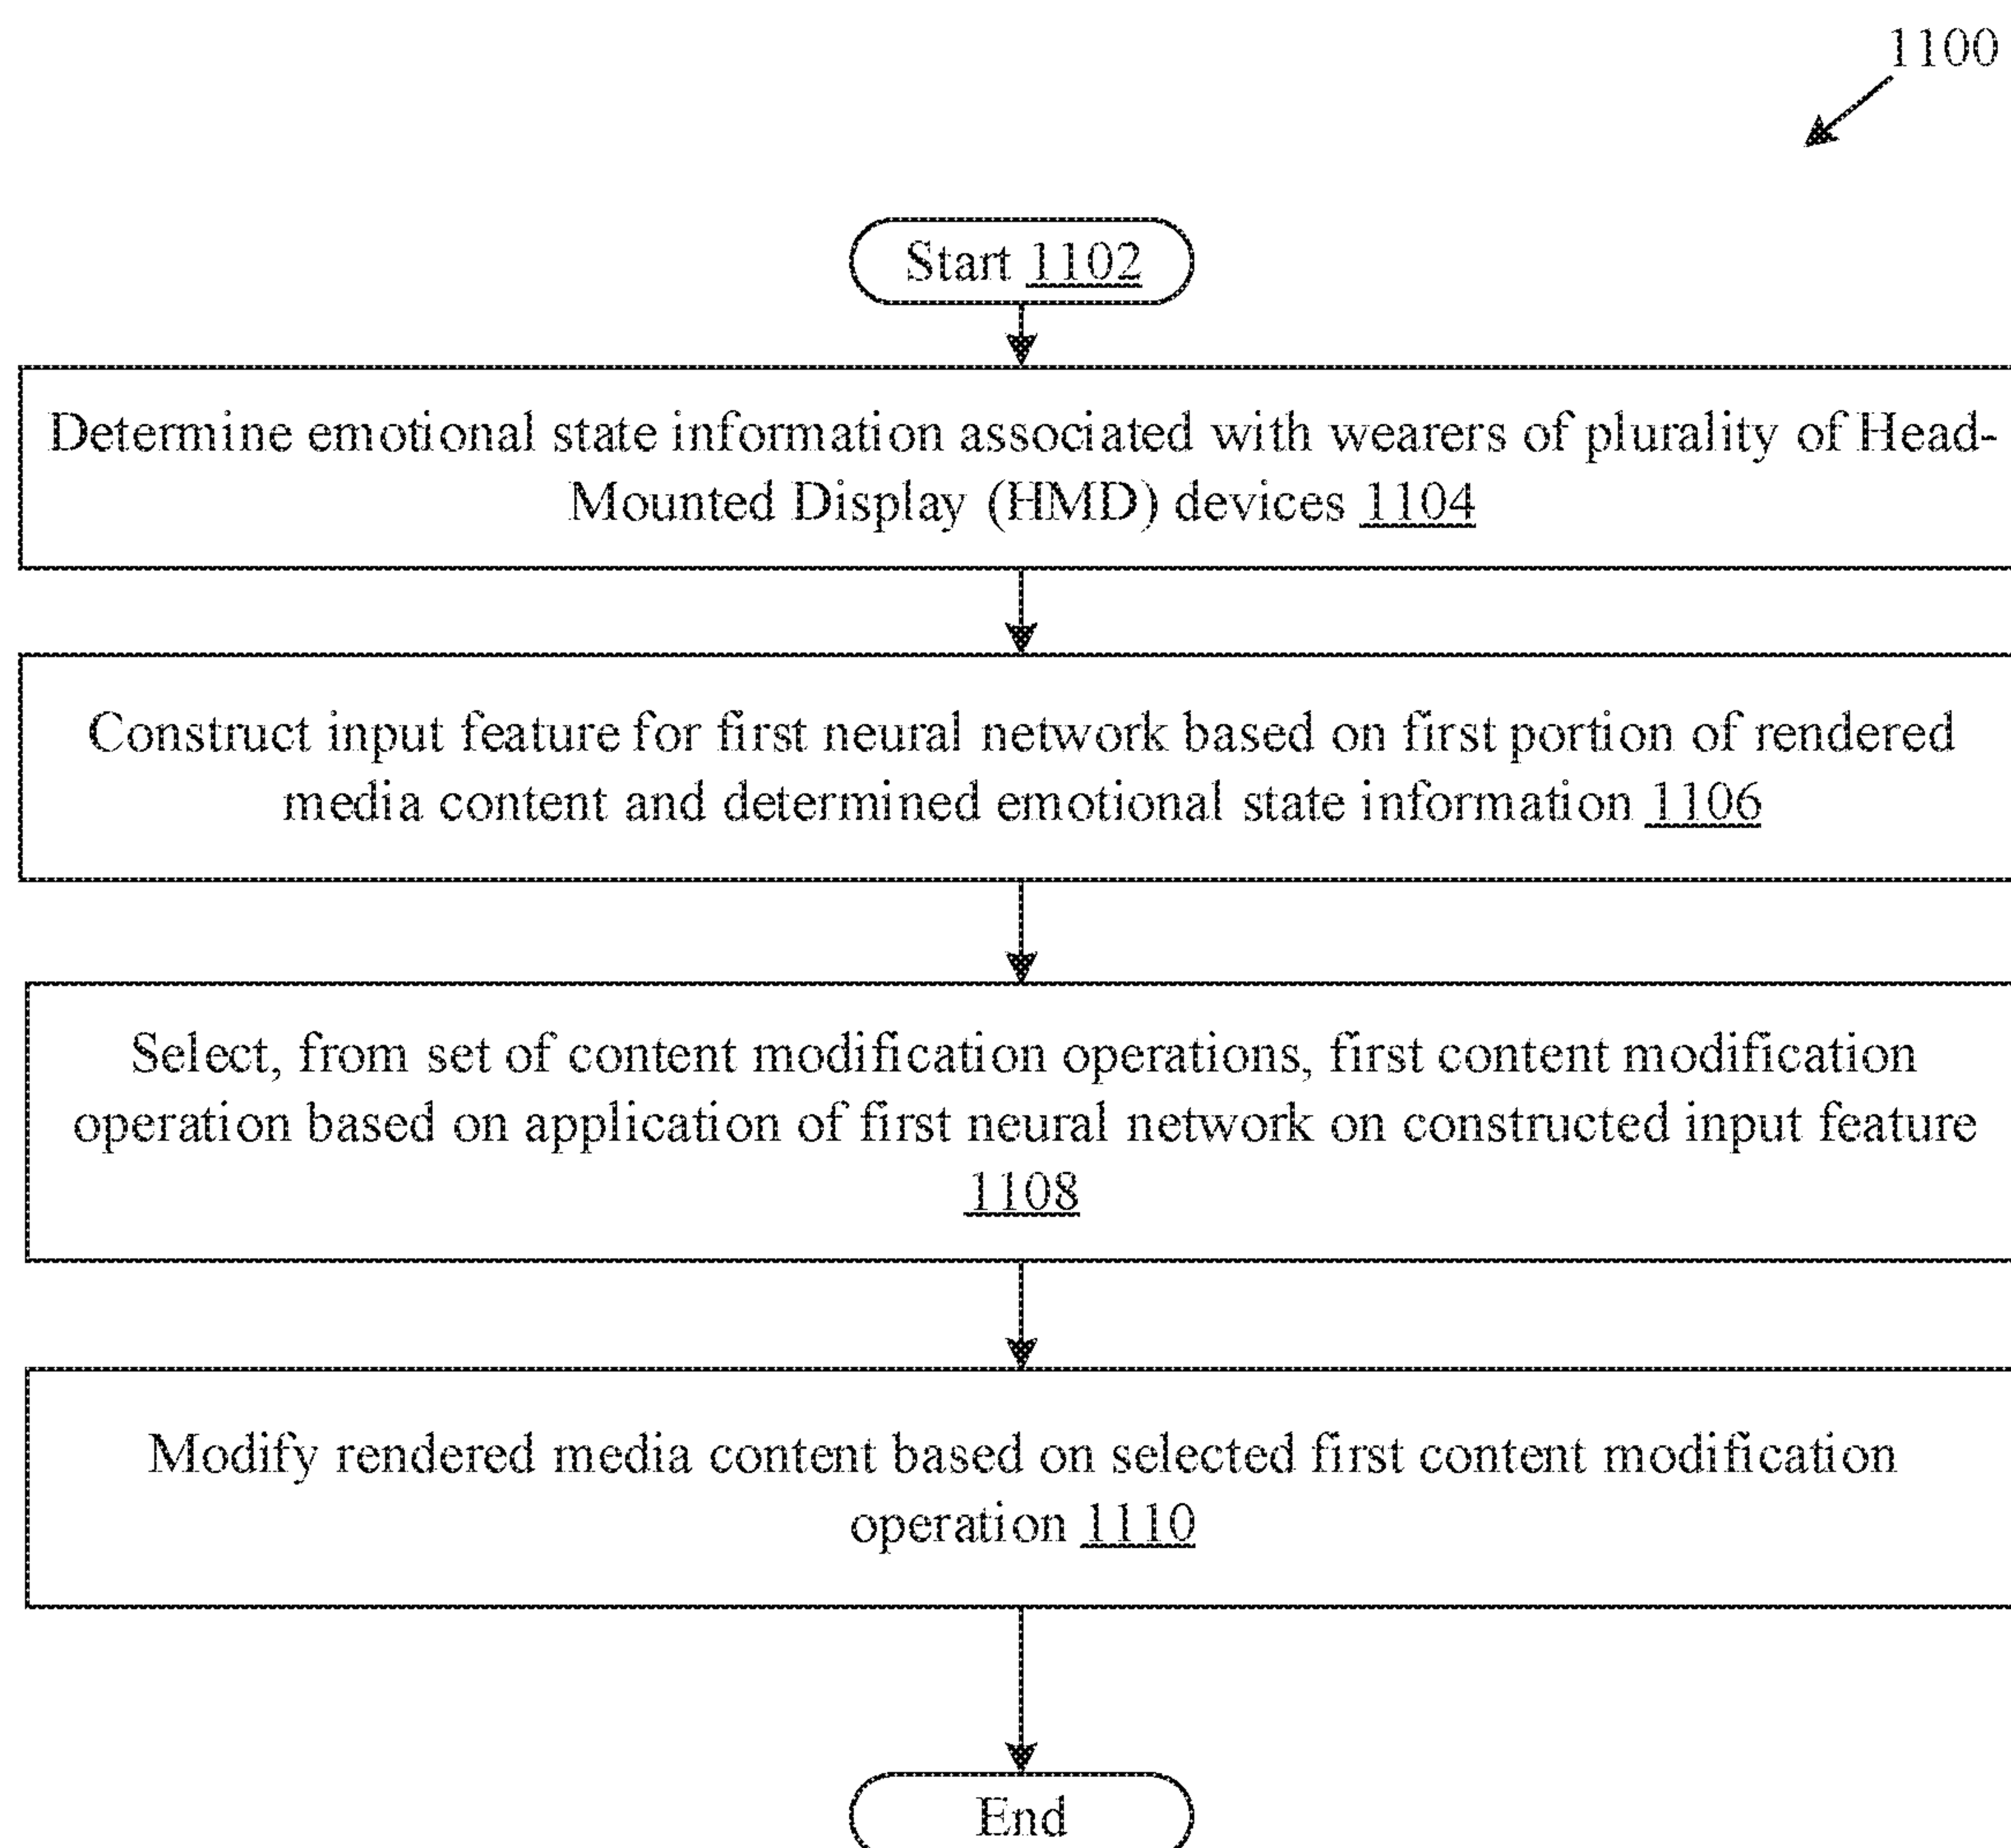 1100
Start 1102
Determine emotional state information associated with wearers of plurality of Head-
Mounted Display (HMD) devices 1104
Construct input feature for first neural network based on first portion of rendered
media content and determined emotional state information 1106
Select, from set of content modification operations, first content modification
operation based on application of first neural network on constructed input feature
1108
Modify rendered media content based on selected first content modification
operation 1110
End